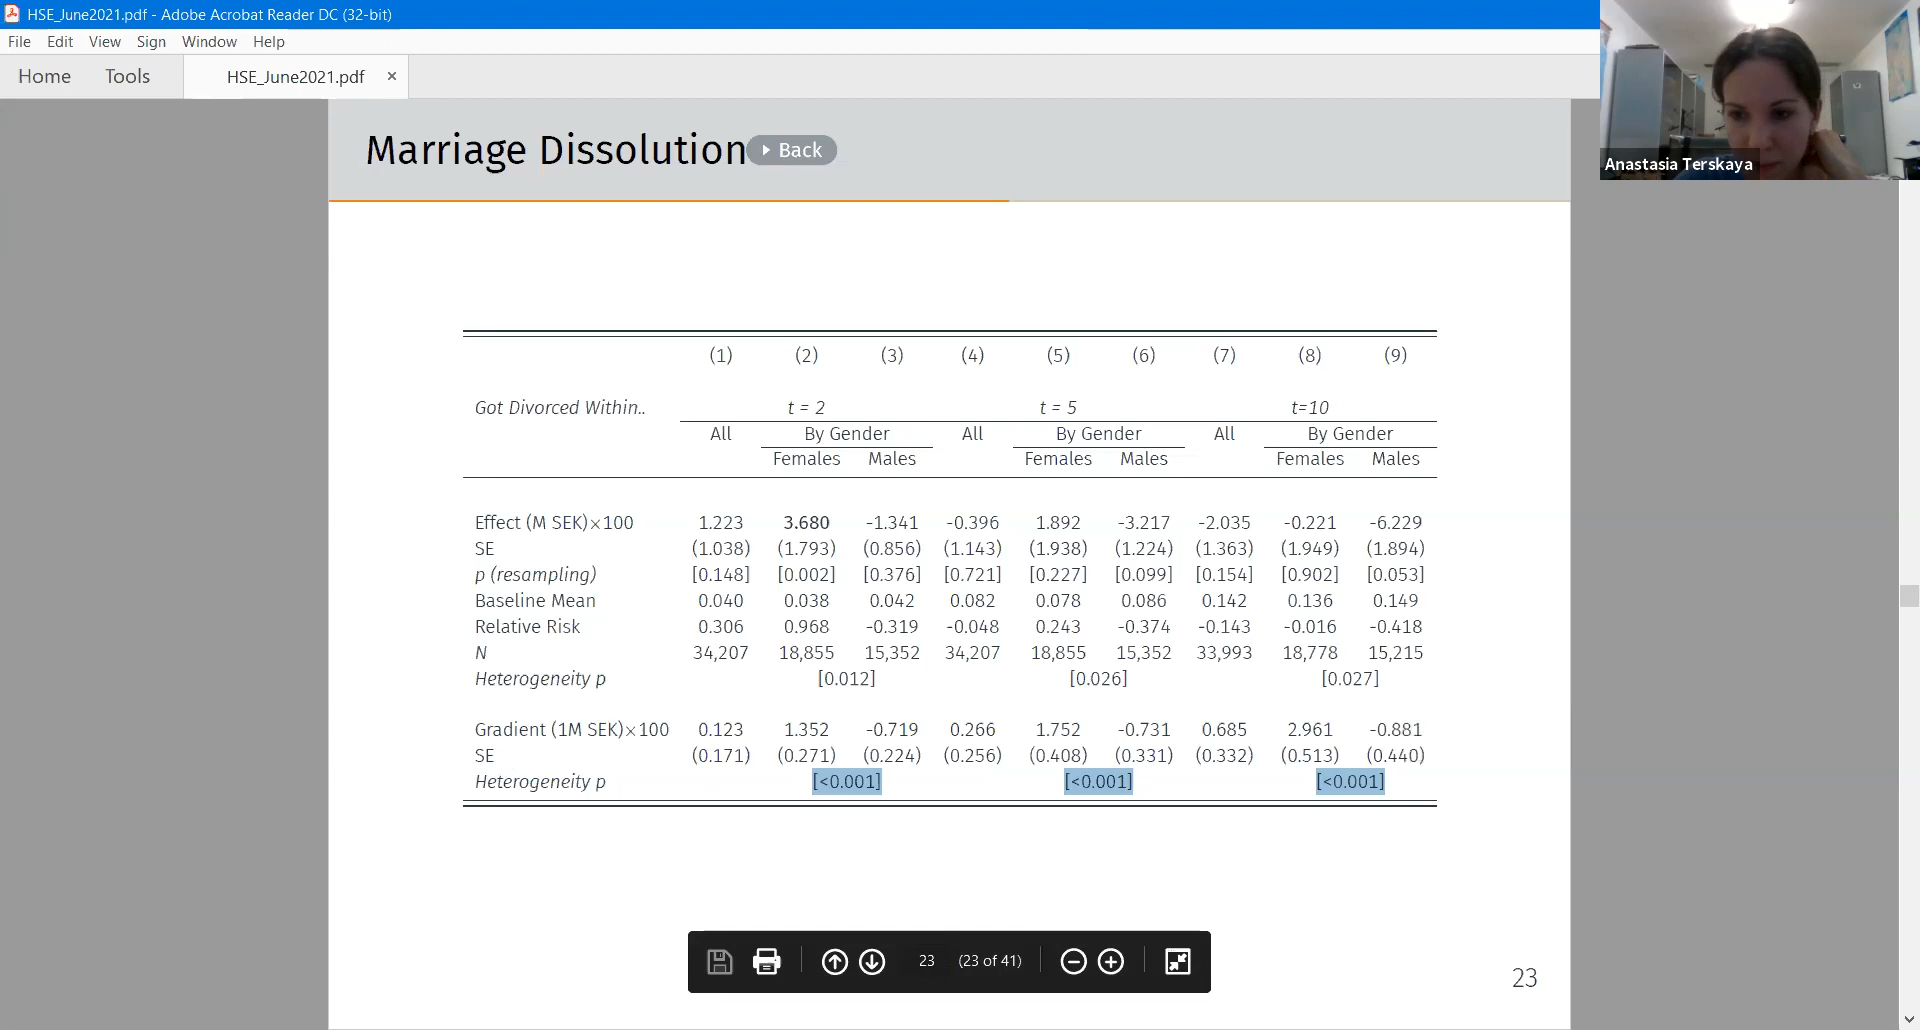 HSE_June2021.pdf - Adobe Acrobat Reader DC (32-bit)
File Edit View Sign Window Help
Home Tools HSE_June2021.pdf ×
Anastasia Terskaya
Marriage Dissolution Back
(1) (2) (3) (4) (5) (6) (7) (8) (9)
Got Divorced Within.. t = 2 t = 5 t=10
All By Gender All By Gender All By Gender
Females Males Females Males Females Males
Effect (M SEK)×100 1.223 3.680 -1.341 -0.396 1.892 -3.217 -2.035 -0.221 -6.229
SE (1.038) (1.793) (0.856) (1.143) (1.938) (1.224) (1.363) (1.949) (1.894)
p (resampling) [0.148] [0.002] [0.376] [0.721] [0.227] [0.099] [0.154] [0.902] [0.053]
Baseline Mean 0.040 0.038 0.042 0.082 0.078 0.086 0.142 0.136 0.149
Relative Risk 0.306 0.968 -0.319 -0.048 0.243 -0.374 -0.143 -0.016 -0.418
N 34,207 18,855 15,352 34,207 18,855 15,352 33,993 18,778 15,215
Heterogeneity p [0.012] [0.026] [0.027]
Gradient (1M SEK)×100 0.123 1.352 -0.719 0.266 1.752 -0.731 0.685 2.961 -0.881
SE (0.171) (0.271) (0.224) (0.256) (0.408) (0.331) (0.332) (0.513) (0.440)
Heterogeneity p [<0.001] [<0.001] [<0.001]
23 (23 of 41)
23